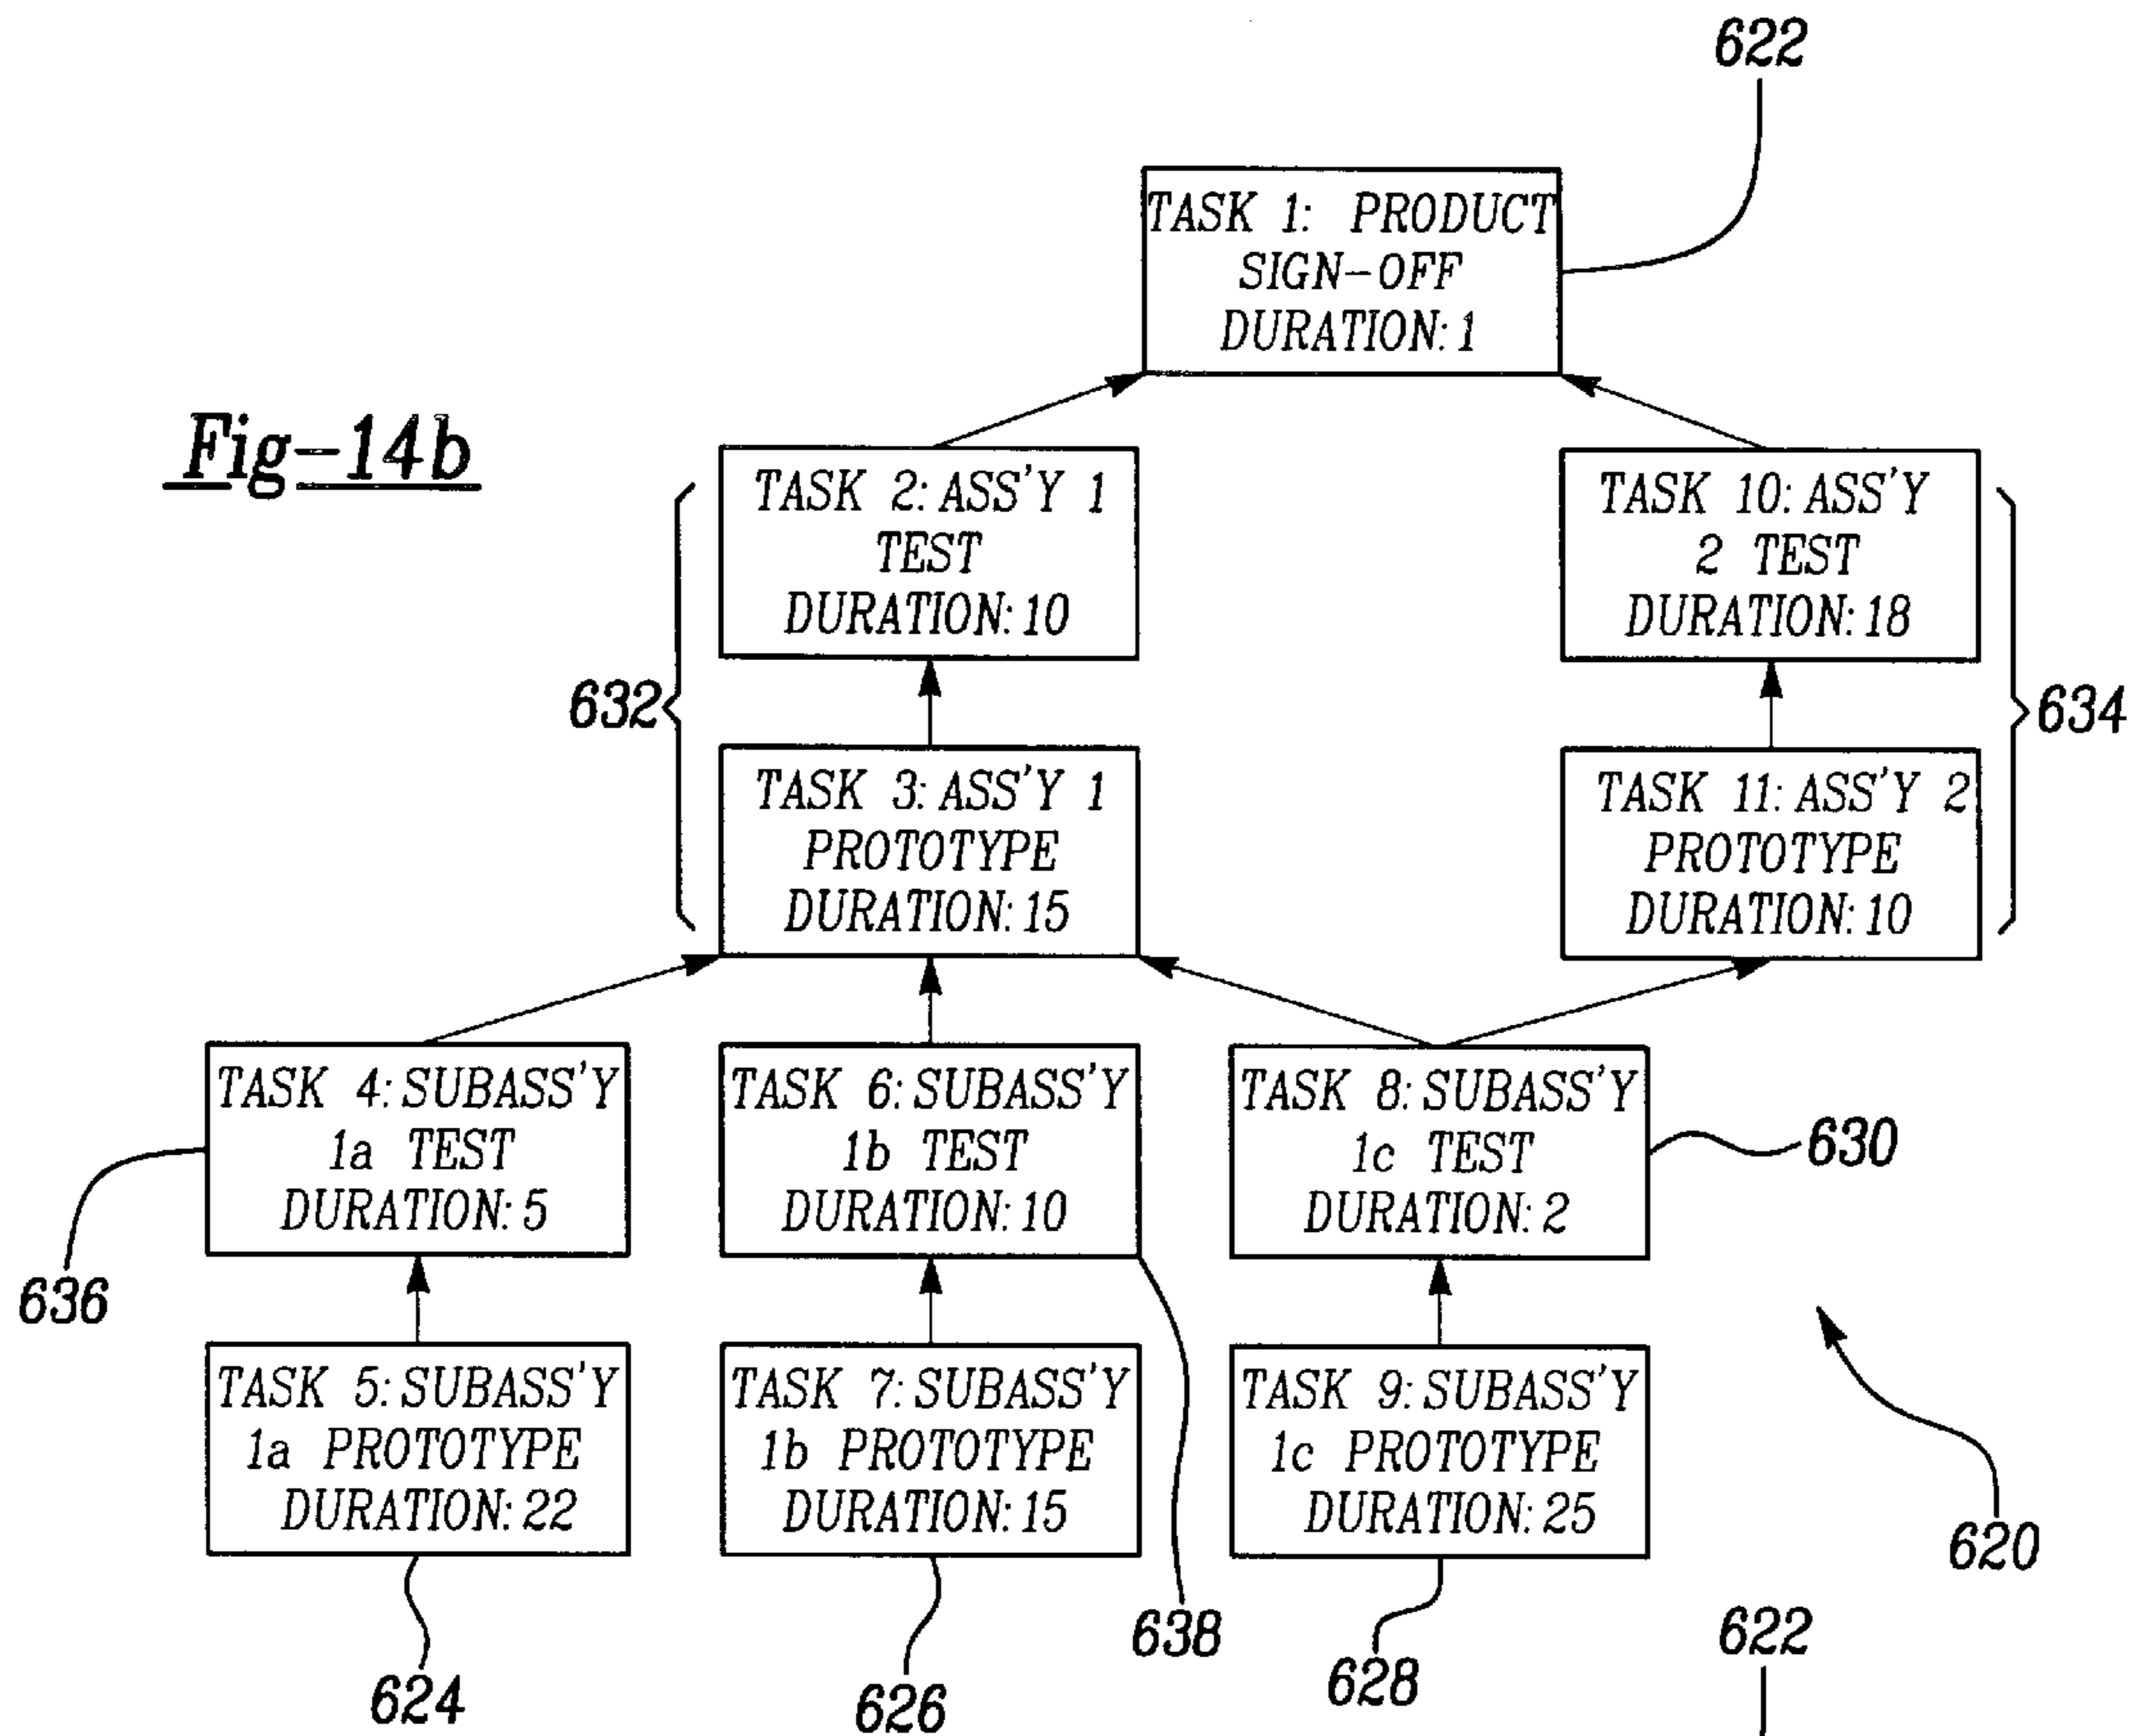 622
TASK 1: PRODUCT
SIGN-OFF
DURATION: 1
Fig-14b
TASK 2: ASS'Y 1
TEST
DURATION: 10
TASK 10: ASS'Y
2 TEST
DURATION: 18
632
634
TASK 3: ASS'Y 1
PROTOTYPE
DURATION: 15
TASK 11: ASS'Y 2
PROTOTYPE
DURATION: 10
TASK 4: SUBASS'Y
1a TEST
DURATION: 5
TASK 6: SUBASS'Y
1b TEST
DURATION: 10
TASK 8: SUBASS'Y
1c TEST
DURATION: 2
630
636
TASK 5: SUBASS'Y
1a PROTOTYPE
DURATION: 22
TASK 7: SUBASS'Y
1b PROTOTYPE
DURATION: 15
TASK 9: SUBASS'Y
1c PROTOTYPE
DURATION: 25
620
638
622
624
626
628